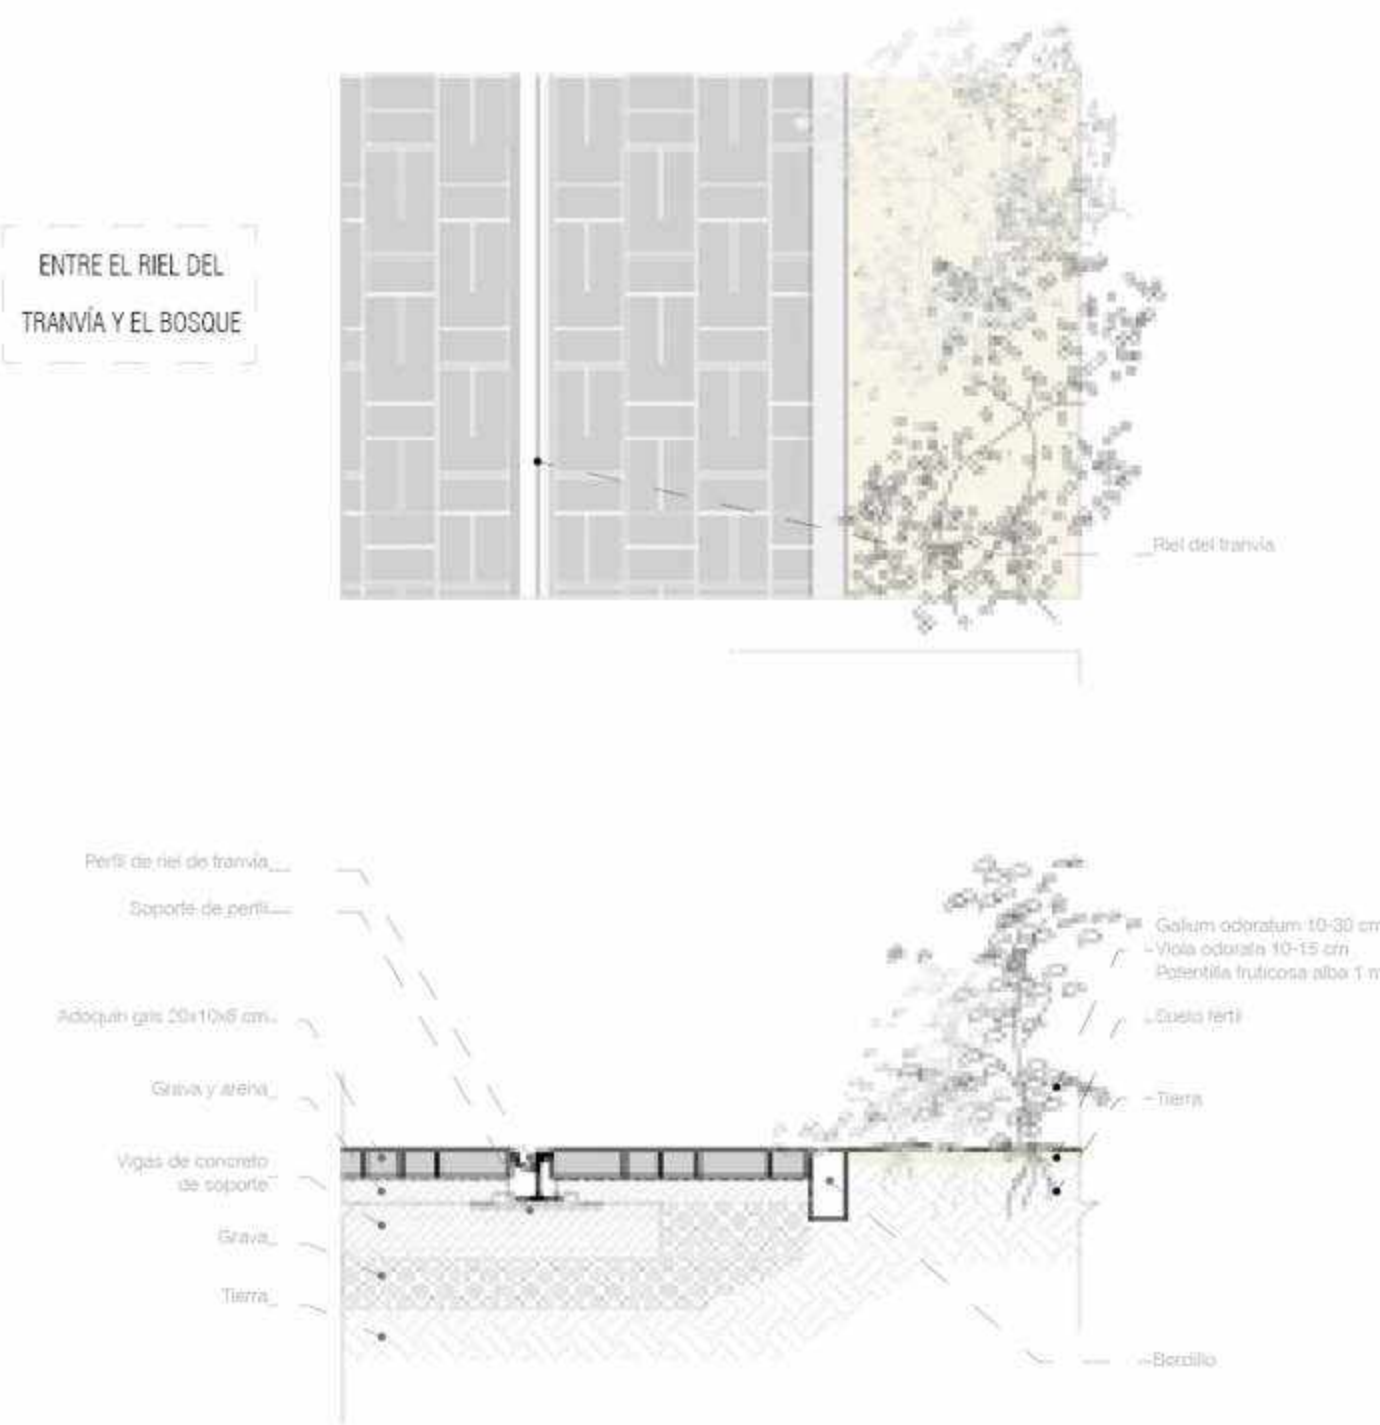 ENTRE EL RIEL DEL
TRANVÍA Y EL BOSQUE
Riel del tranvía
Perfil de riel de tranvía
Soporte de perfil
Adoquín gris 20x10x6 cm
Grava y arena
Vigas de concreto
de soporte
Grava
Tierra
Galium odoratum 10-30 cm
Viola odorata 10-15 cm
Potentilla fruticosa alba 1 m
Suelo fértil
Tierra
Bordillo